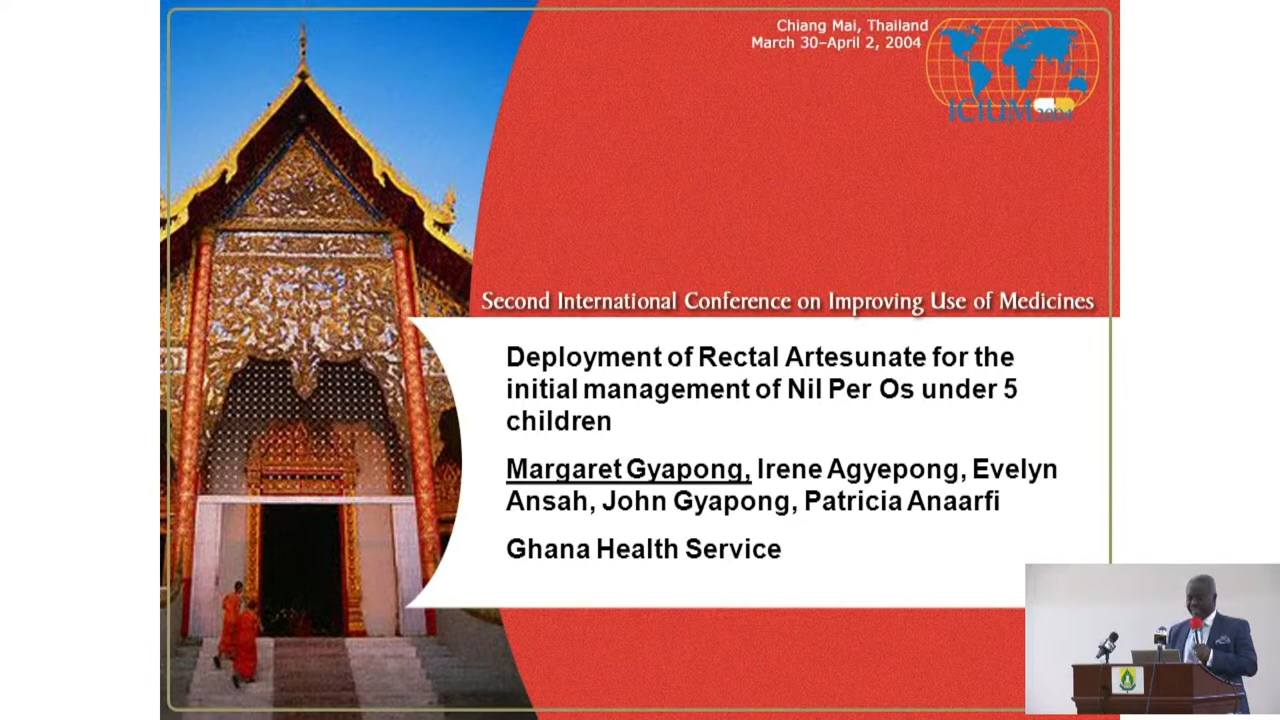 Chiang Mai, Thailand
March 30–April 2, 2004
ICIUM 2004
Second International Conference on Improving Use of Medicines
Deployment of Rectal Artesunate for the
initial management of Nil Per Os under 5
children
Margaret Gyapong, Irene Agyepong, Evelyn
Ansah, John Gyapong, Patricia Anaarfi
Ghana Health Service